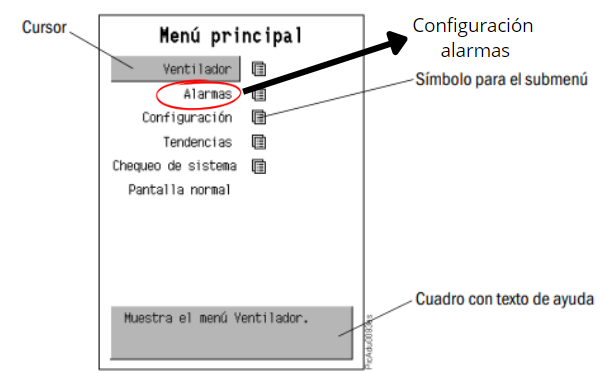 Cursor
Menú principal
Configuración
alarmas
Ventilador
Símbolo para el submenú
Alarmas
Configuración
Tendencias
Chequeo de sistema
Pantalla normal
Muestra el menú Ventilador.
Cuadro con texto de ayuda